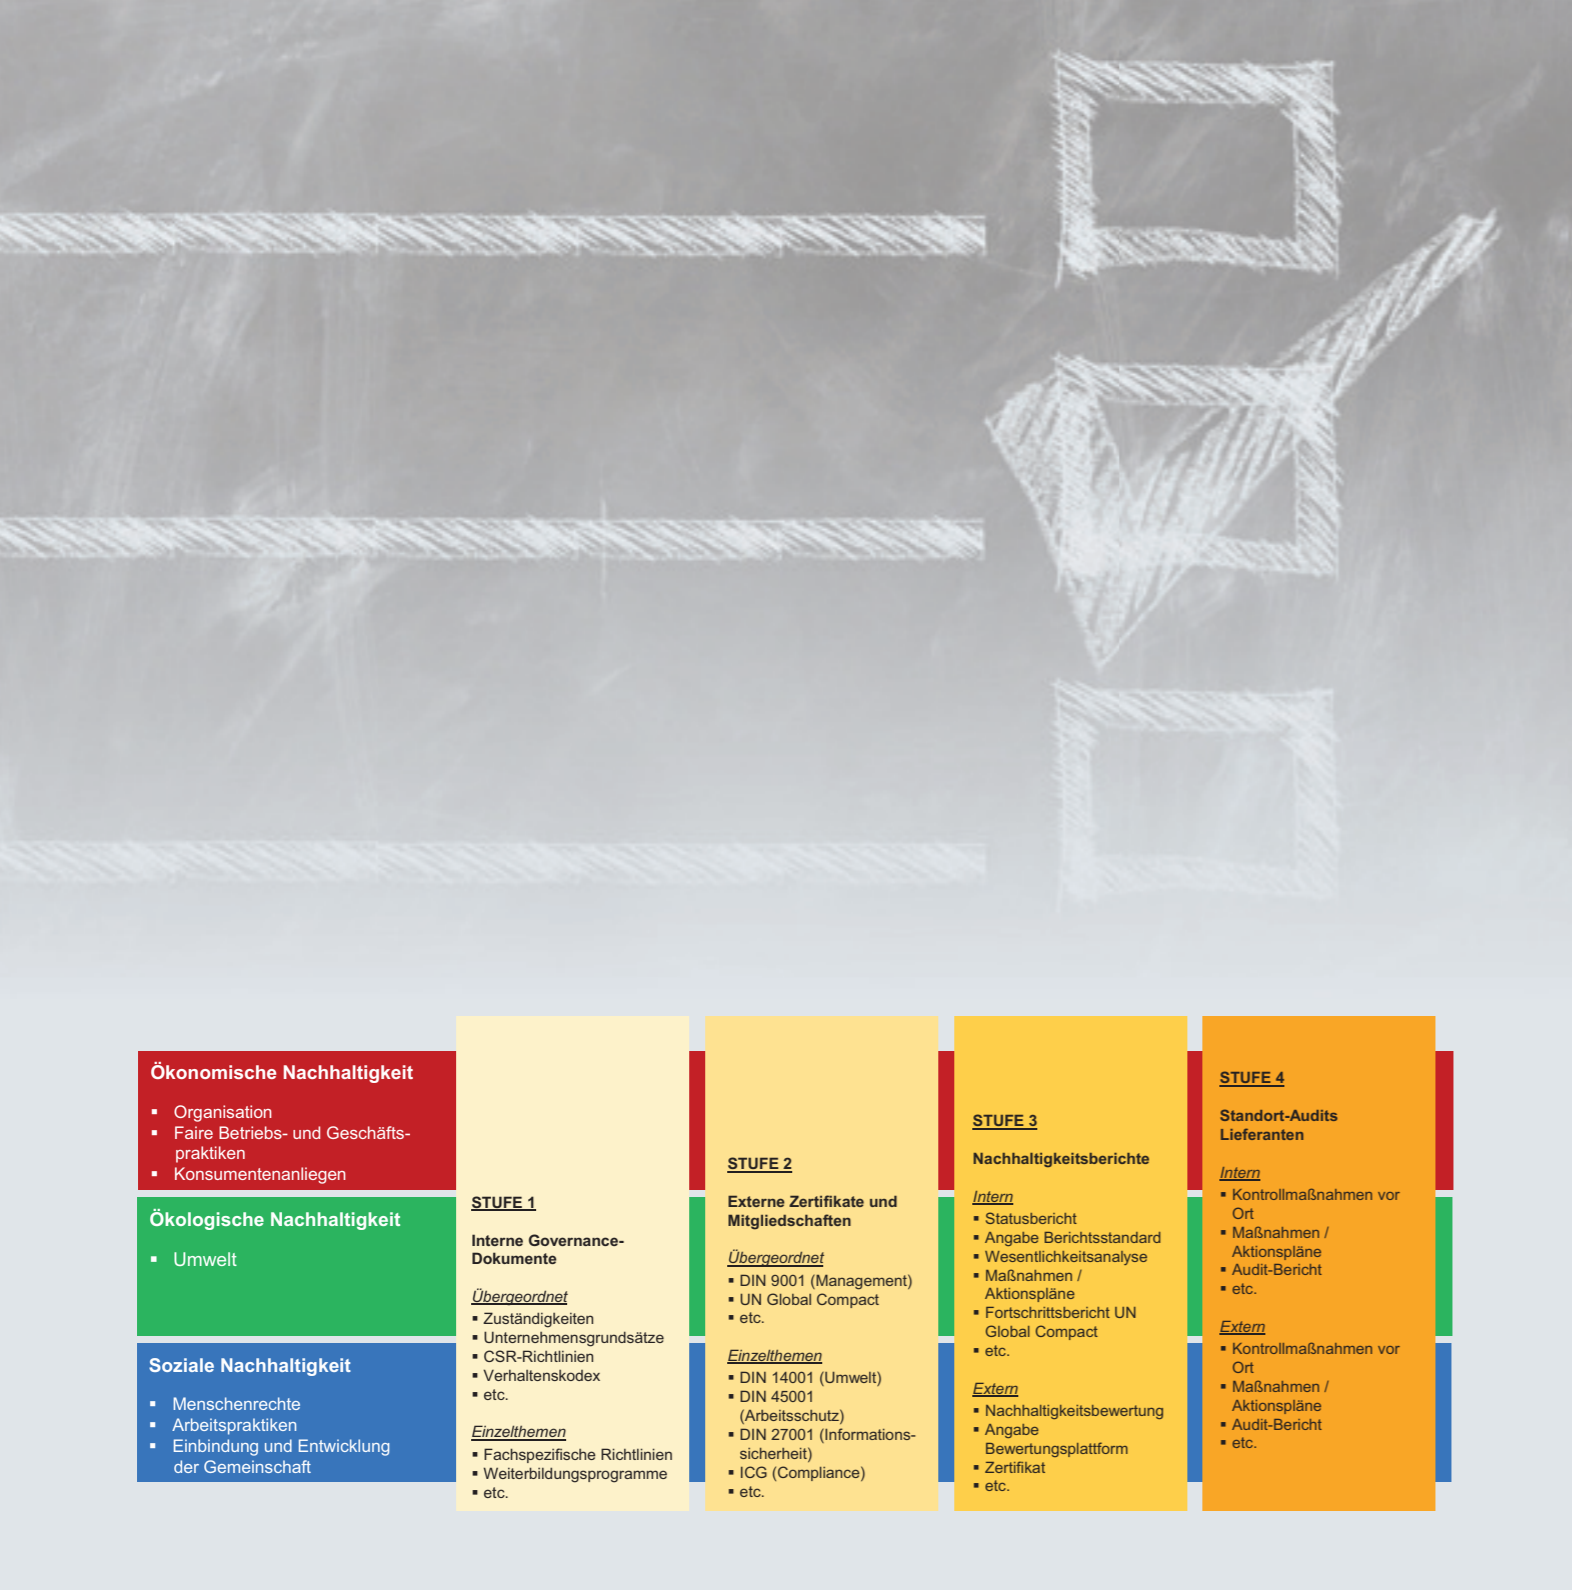 Ökonomische Nachhaltigkeit
▪ Organisation
▪ Faire Betriebs- und Geschäfts-
praktiken
▪ Konsumentenanliegen
Ökologische Nachhaltigkeit
▪ Umwelt
Soziale Nachhaltigkeit
▪ Menschenrechte
▪ Arbeitspraktiken
▪ Einbindung und Entwicklung
der Gemeinschaft
STUFE 1
Interne Governance-
Dokumente
Übergeordnet
▪ Zuständigkeiten
▪ Unternehmensgrundsätze
▪ CSR-Richtlinien
▪ Verhaltenskodex
▪ etc.
Einzelthemen
▪ Fachspezifische Richtlinien
▪ Weiterbildungsprogramme
▪ etc.
STUFE 2
Externe Zertifikate und
Mitgliedschaften
Übergeordnet
▪ DIN 9001 (Management)
▪ UN Global Compact
▪ etc.
Einzelthemen
▪ DIN 14001 (Umwelt)
▪ DIN 45001
(Arbeitsschutz)
▪ DIN 27001 (Informations-
sicherheit)
▪ ICG (Compliance)
▪ etc.
STUFE 3
Nachhaltigkeitsberichte
Intern
▪ Statusbericht
▪ Angabe Berichtsstandard
▪ Wesentlichkeitsanalyse
▪ Maßnahmen /
Aktionspläne
▪ Fortschrittsbericht UN
Global Compact
▪ etc.
Extern
▪ Nachhaltigkeitsbewertung
▪ Angabe
Bewertungsplattform
▪ Zertifikat
▪ etc.
STUFE 4
Standort-Audits
Lieferanten
Intern
▪ Kontrollmaßnahmen vor
Ort
▪ Maßnahmen /
Aktionspläne
▪ Audit-Bericht
▪ etc.
Extern
▪ Kontrollmaßnahmen vor
Ort
▪ Maßnahmen /
Aktionspläne
▪ Audit-Bericht
▪ etc.